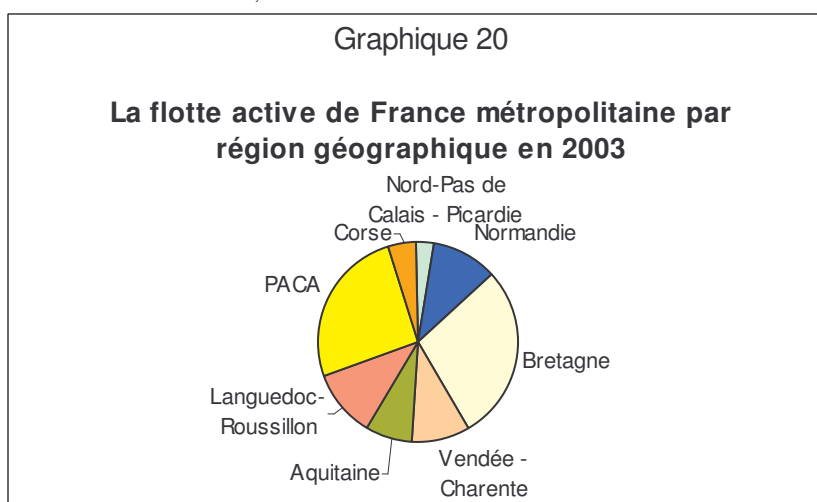 Graphique 20
La flotte active de France métropolitaine par
région géographique en 2003
Nord-Pas de
Calais - Picardie
Corse
Normandie
PACA
Bretagne
Languedoc-
Roussillon
Aquitaine
Vendée -
Charente